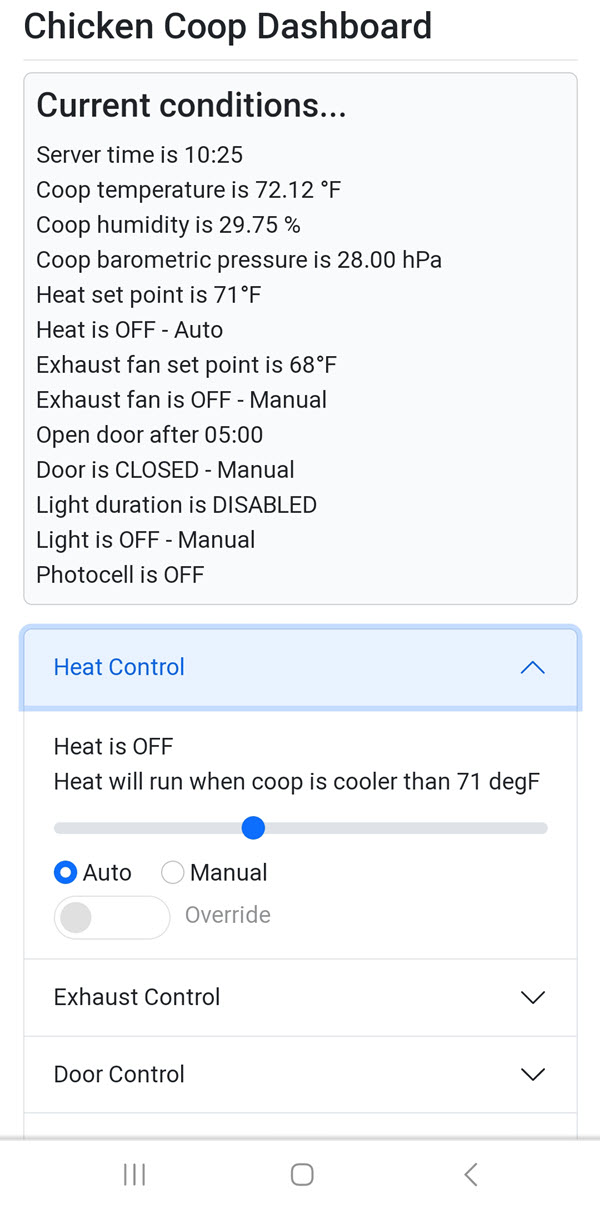 Chicken Coop Dashboard
Current conditions...
Server time is 10:25
Coop temperature is 72.12 °F
Coop humidity is 29.75 %
Coop barometric pressure is 28.00 hPa
Heat set point is 71°F
Heat is OFF - Auto
Exhaust fan set point is 68°F
Exhaust fan is OFF - Manual
Open door after 05:00
Door is CLOSED - Manual
Light duration is DISABLED
Light is OFF - Manual
Photocell is OFF
Heat Control
Heat is OFF
Heat will run when coop is cooler than 71 degF
Auto Manual
Override
Exhaust Control
Door Control